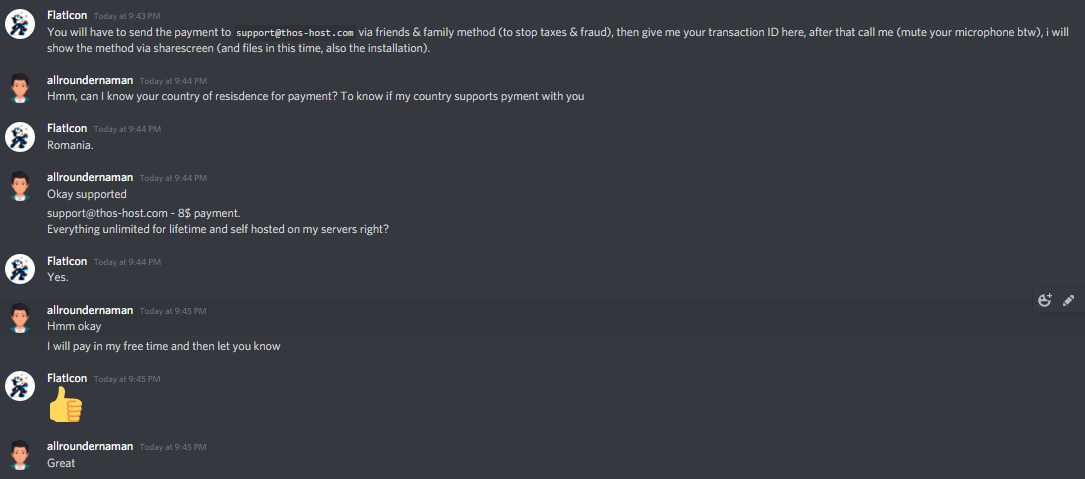 FlatIcon Today at 9:43 PM
You will have to send the payment to support@thos-host.com via friends & family method (to stop taxes & fraud), then give me your transaction ID here, after that call me (mute your microphone btw), i will
show the method via sharescreen (and files in this time, also the installation).
allroundernaman Today at 9:44 PM
Hmm, can I know your country of resisdence for payment? To know if my country supports pyment with you
FlatIcon Today at 9:44 PM
Romania.
allroundernaman Today at 9:44 PM
Okay supported
support@thos-host.com - 8$ payment.
Everything unlimited for lifetime and self hosted on my servers right?
FlatIcon Today at 9:44 PM
Yes.
allroundernaman Today at 9:45 PM
Hmm okay
I will pay in my free time and then let you know
FlatIcon Today at 9:45 PM
allroundernaman Today at 9:45 PM
Great